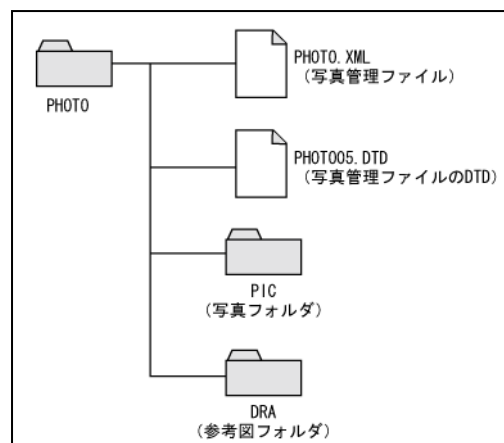 PHOTO
PHOTO.XML
（写真管理ファイル）
PHOTO05.DTD
（写真管理ファイルのDTD）
PIC
（写真フォルダ）
DRA
（参考図フォルダ）